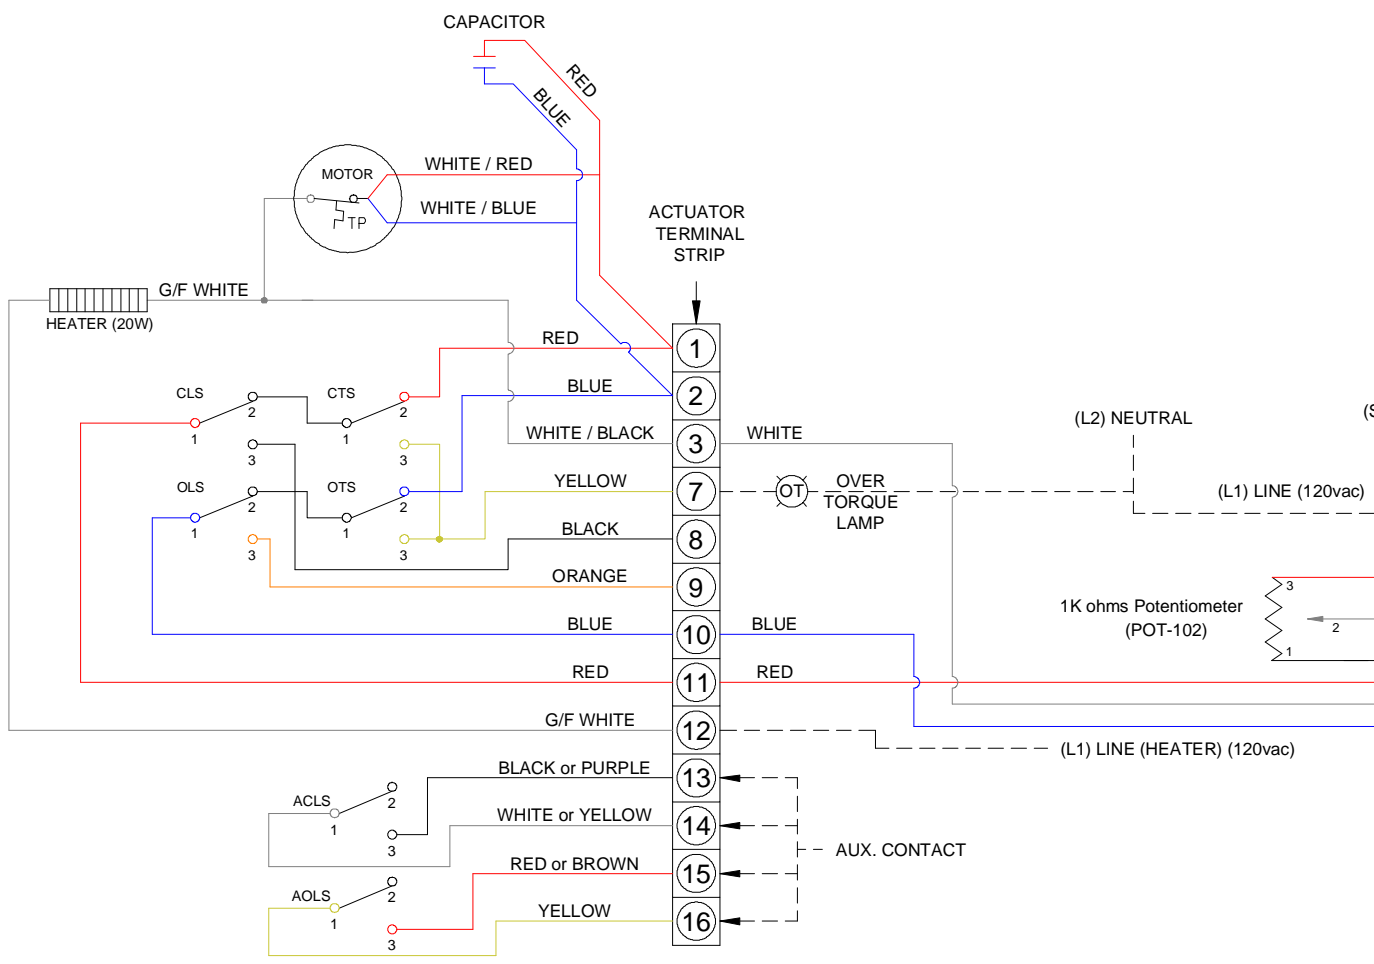 CAPACITOR
RED
BLUE
WHITE / RED
MOTOR
TP
WHITE / BLUE
ACTUATOR
TERMINAL
STRIP
G/F WHITE
HEATER (20W)
RED
1
CLS
2
1
3
CTS
2
1
3
BLUE
2
(L2) NEUTRAL
(S
WHITE / BLACK
3
WHITE
OLS
2
1
3
OTS
2
1
3
YELLOW
7
OT
OVER
TORQUE
LAMP
(L1) LINE (120vac)
BLACK
8
ORANGE
9
1K ohms Potentiometer
(POT-102)
3
2
1
BLUE
10
BLUE
RED
11
RED
G/F WHITE
12
(L1) LINE (HEATER) (120vac)
BLACK or PURPLE
13
ACLS
2
1
3
WHITE or YELLOW
14
AUX. CONTACT
RED or BROWN
15
AOLS
2
1
3
YELLOW
16